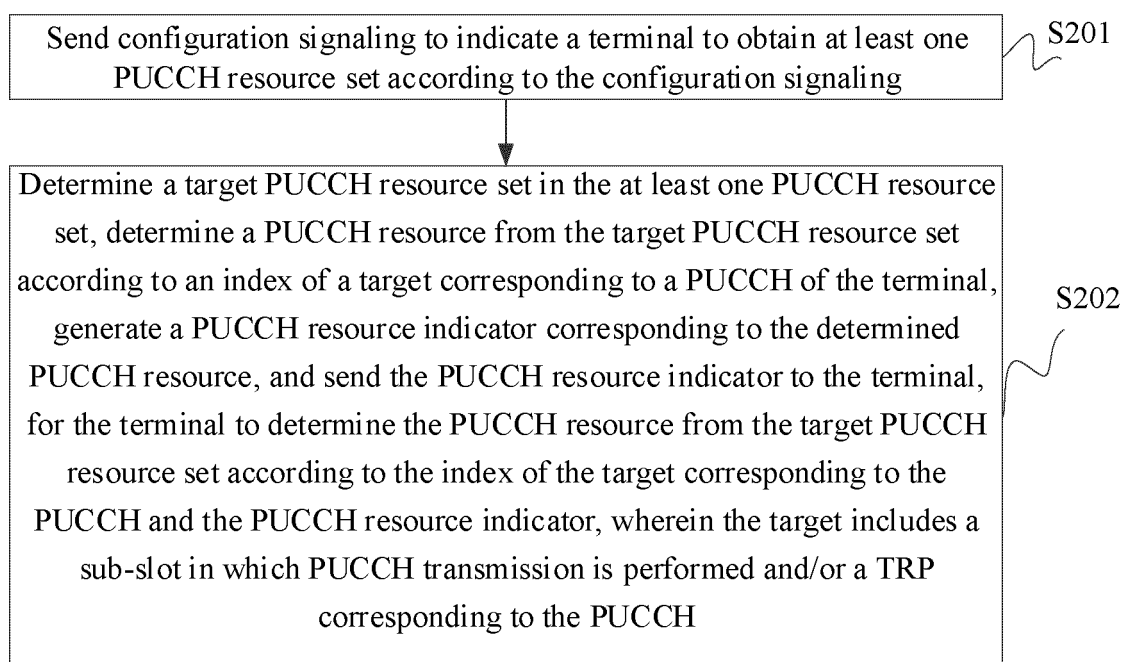 Send configuration signaling to indicate a terminal to obtain at least one
PUCCH resource set according to the configuration signaling
S201
Determine a target PUCCH resource set in the at least one PUCCH resource
set, determine a PUCCH resource from the target PUCCH resource set
according to an index of a target corresponding to a PUCCH of the terminal,
generate a PUCCH resource indicator corresponding to the determined
PUCCH resource, and send the PUCCH resource indicator to the terminal,
for the terminal to determine the PUCCH resource from the target PUCCH
resource set according to the index of the target corresponding to the
PUCCH and the PUCCH resource indicator, wherein the target includes a
sub-slot in which PUCCH transmission is performed and/or a TRP
corresponding to the PUCCH
S202